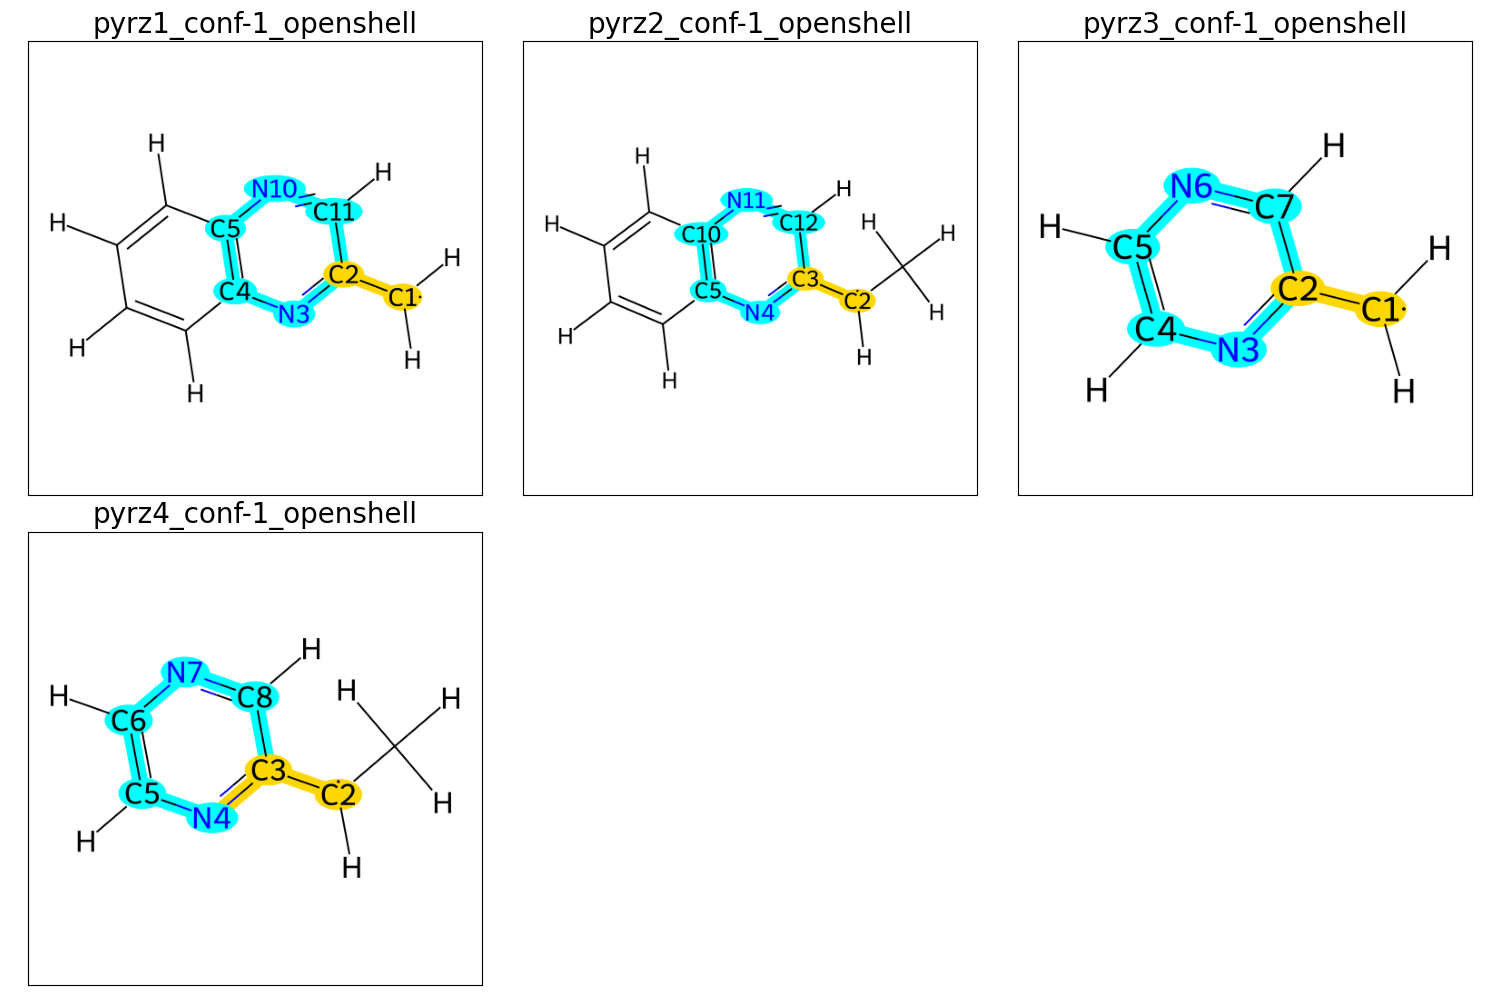 pyrz1_conf-1_openshell
H
H
H
N10
C11
H
C5
H
C4
C2
C1·
N3
H
H
H
pyrz2_conf-1_openshell
H
H
N11
H
H
C12
H
C10
C3
C2
H
C5
N4
H
H
H
pyrz3_conf-1_openshell
H
N6
C7
H
C5
H
C2
C1·
C4
N3
H
H
pyrz4_conf-1_openshell
H
N7
H
H
C8
H
C6
C3
C2
C5
N4
H
H
H